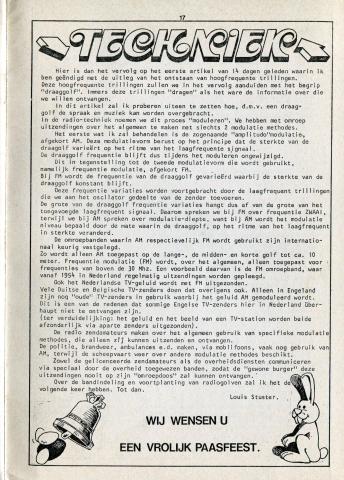 17
TECHNIEK
Hier is dan het vervolg op het eerste artikel van 14 dagen geleden waarin ik
ben geëindigd met de uitleg van het ontstaan van hoogfrequente trillingen.
Deze hoogfrequente trillingen zullen we in het vervolg aanduiden met het begrip
"draaggolf". Immers deze trillingen "dragen" als het ware de informatie over die
we willen ontvangen.
In dit artikel zal ik proberen uiteen te zetten hoe, d.m.v. een draag-
golf de spraak en muziek kan worden overgebracht.
In de radio-techniek noemen we dit proces "moduleren". We hebben met omroep
uitzendingen over het algemeen te maken met slechts 2 modulatie methodes.
Het eerste wat ik zal behandelen is de zogenaamde "amplitudo"modulatie,
afgekort AM. Deze modulatievorm berust op het principe dat de sterkte van de
draaggolf varieërt op het ritme van het laagfrequente signaal.
De draaggolf frequentie blijft dus tijdens het moduleren ongewijzigd.
Dit in tegenstelling tot de tweede modulatievorm die wordt gebruikt,
namelijk frequentie modulatie, afgekort FM.
Bij FM wordt de frequentie van de draaggolf gevarieërd waarbij de sterkte van de
draaggolf konstant blijft.
Deze frequentie variaties worden voortgebracht door de laagfrequent trillingen
die we aan het oscillator gedeelte van de zender toevoeren.
De grote van de draaggolf frequentie variaties hangt dus af van de grote van het
toegevoegde laagfrequent signaal. Daarom spreken we bij FM over frequentie ZWAAI,
terwijl we bij AM spreken over modulatie-diepte, want bij AM wordt het modulatie
niveau bepaald door de mate waarin de draaggolf, op het ritme van het laagfrequent
in sterkte veranderd.
De omroepbanden waarin AM respectievelijk FM wordt gebruikt zijn internatio-
naal keurig vastgelegd.
Zo wordt alleen AM toegepast op de lange-, de midden- en korte golf tot ca. 10
meter. Frequentie modulatie (FM) wordt, over het algemeen, alleen toegepast voor
frequenties van boven de 30 MHz. Een voorbeeld daarvan is de FM omroepband, waar
vanaf 1954 in Nederland regelmatig uitzendingen worden gepleegd.
Ook het Nederlandse TV-geluid wordt met FM uitgezonden.
Vele Duitse en Belgisch TV-zenders doen dat overigens ook. Alleen in Engeland
zijn nog "oude" TV-zenders in gebruik waarbij het geluid AM gemoduleerd wordt.
Dit is een van de redenen dat sommige Engelse TV-zenders hier in Nederland über-
haupt niet te ontvangen zijn.
(ter verduidelijking: het geluid en het beeld van een TV-station worden beide
afzonderlijk via aparte zenders uitgezonden).
De radio zendamateurs maken over het algemeen gebruik van specifieke modulatie
methodes, die alleen zij kunnen uitzenden en ontvangen.
De politie, brandweer, ambulances e.d. maken, via mobilifoons, vaak nog gebruik van
AM, terwijl de scheepvaart weer over andere modulatie methodes beschikt.
Zowel de gelicenceerde zendamateurs als de overheidsdiensten communiceren
via speciaal door de overheid toegewezen banden, zodat de "gewone burger" deze
uitzendingen nooit op zijn "omroepdoos" zal kunnen ontvangen.
Over de bandindeling en voortplanting van radiogolven zal ik het de
volgende keer hebben. Tot dan.
Louis Stunter.
WIJ WENSEN U
EEN VROLIJK PAASFEEST.